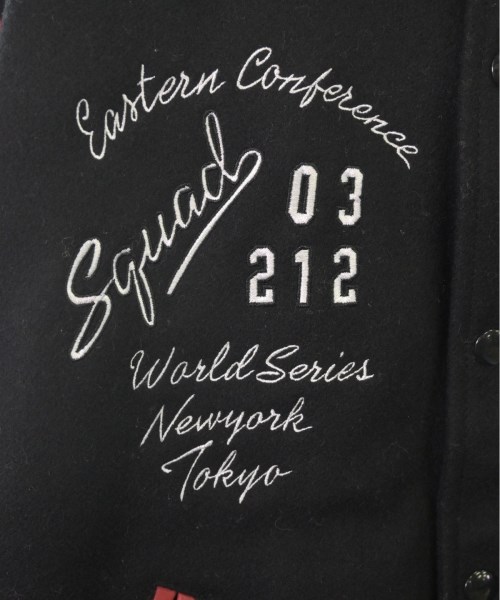 Eastern Conference
Squad
03
212
World Series
Newyork
Tokyo